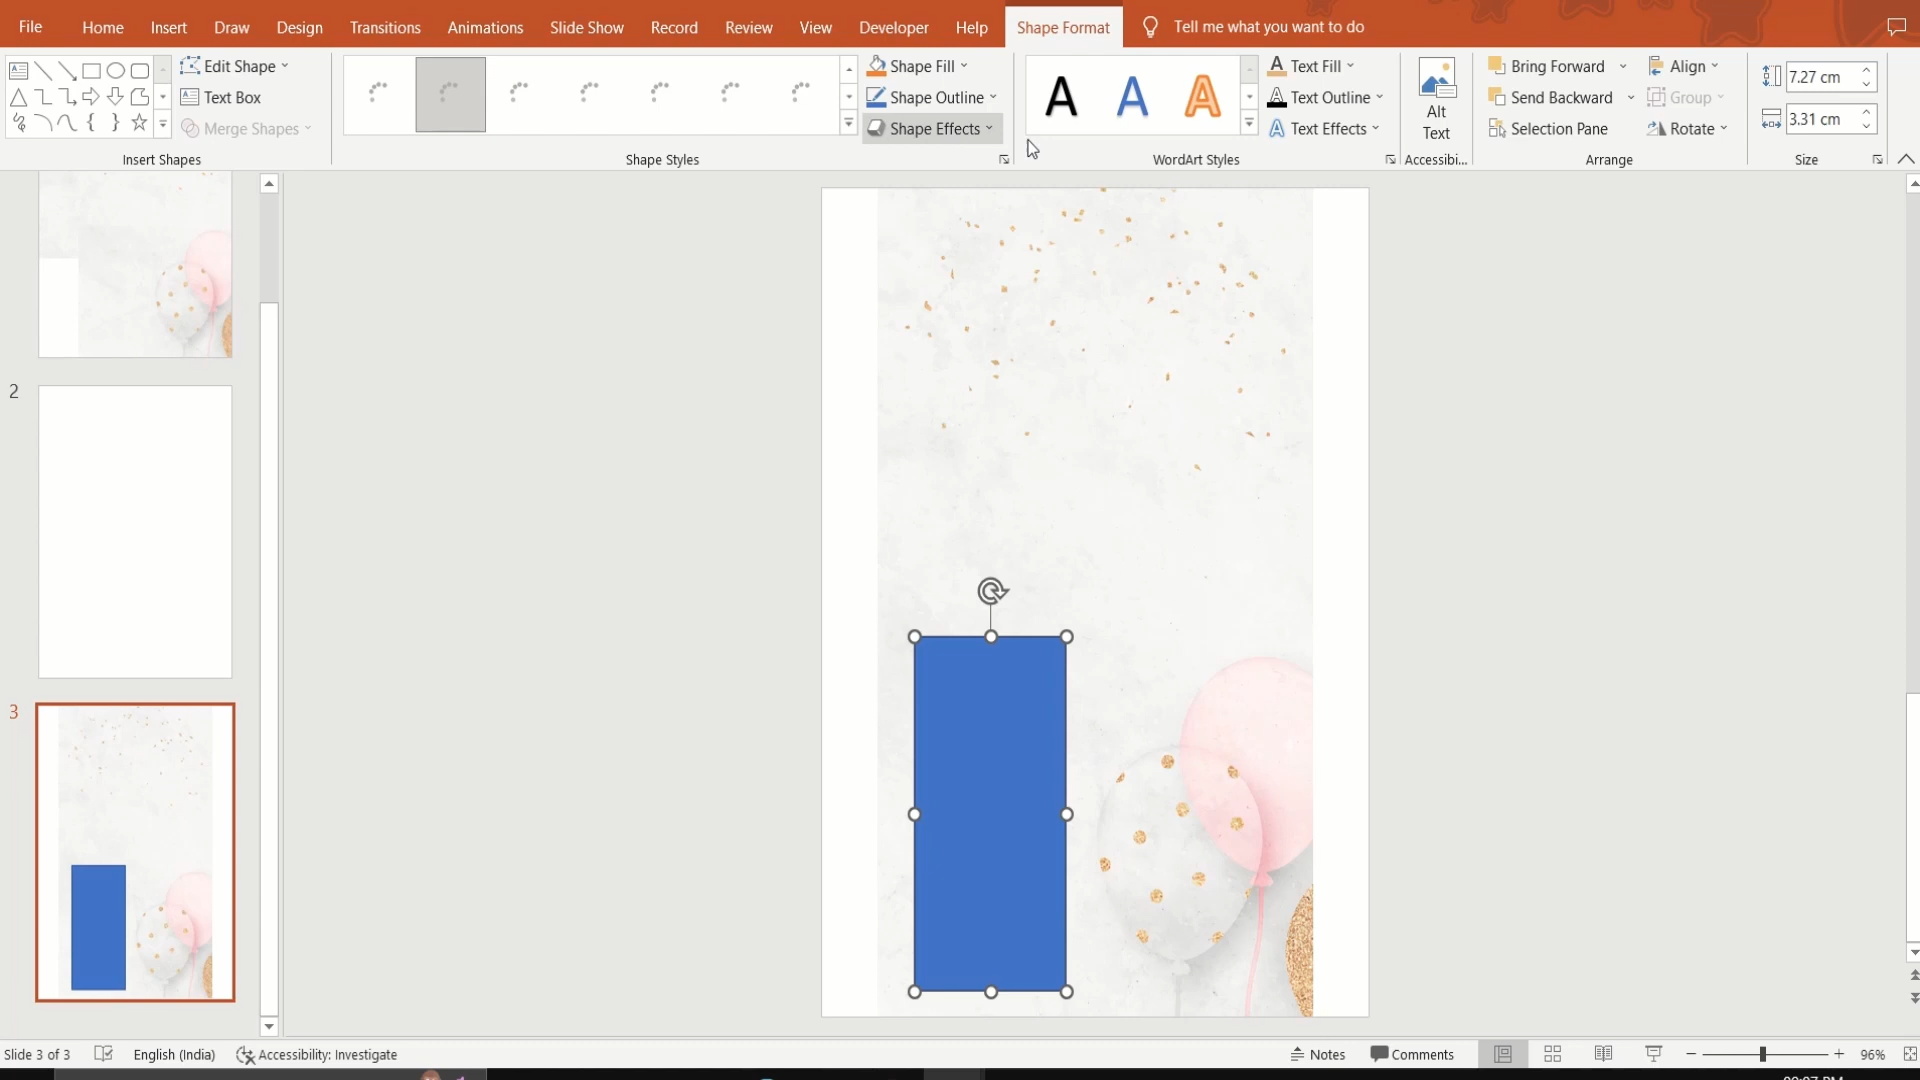 File Home Insert Draw Design Transitions Animations Slide Show Record Review View Developer Help Shape Format Tell me what you want to do
Edit Shape
Text Box
Merge Shapes
Insert Shapes
Shape Styles
Shape Fill
Shape Outline
Shape Effects
A A A
WordArt Styles
Text Fill
Text Outline
Text Effects
Alt
Text
Accessibi...
Bring Forward
Send Backward
Selection Pane
Align
Group
Rotate
Arrange
7.27 cm
3.31 cm
Size
2
3
Slide 3 of 3 English (India) Accessibility: Investigate Notes Comments 96%